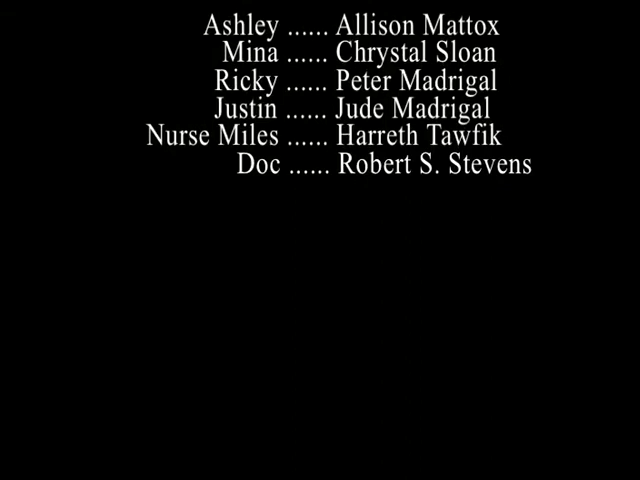 Ashley ...... Allison Mattox
Mina ...... Chrystal Sloan
Ricky ...... Peter Madrigal
Justin ...... Jude Madrigal
Nurse Miles ...... Harreth Tawfik
Doc ...... Robert S. Stevens